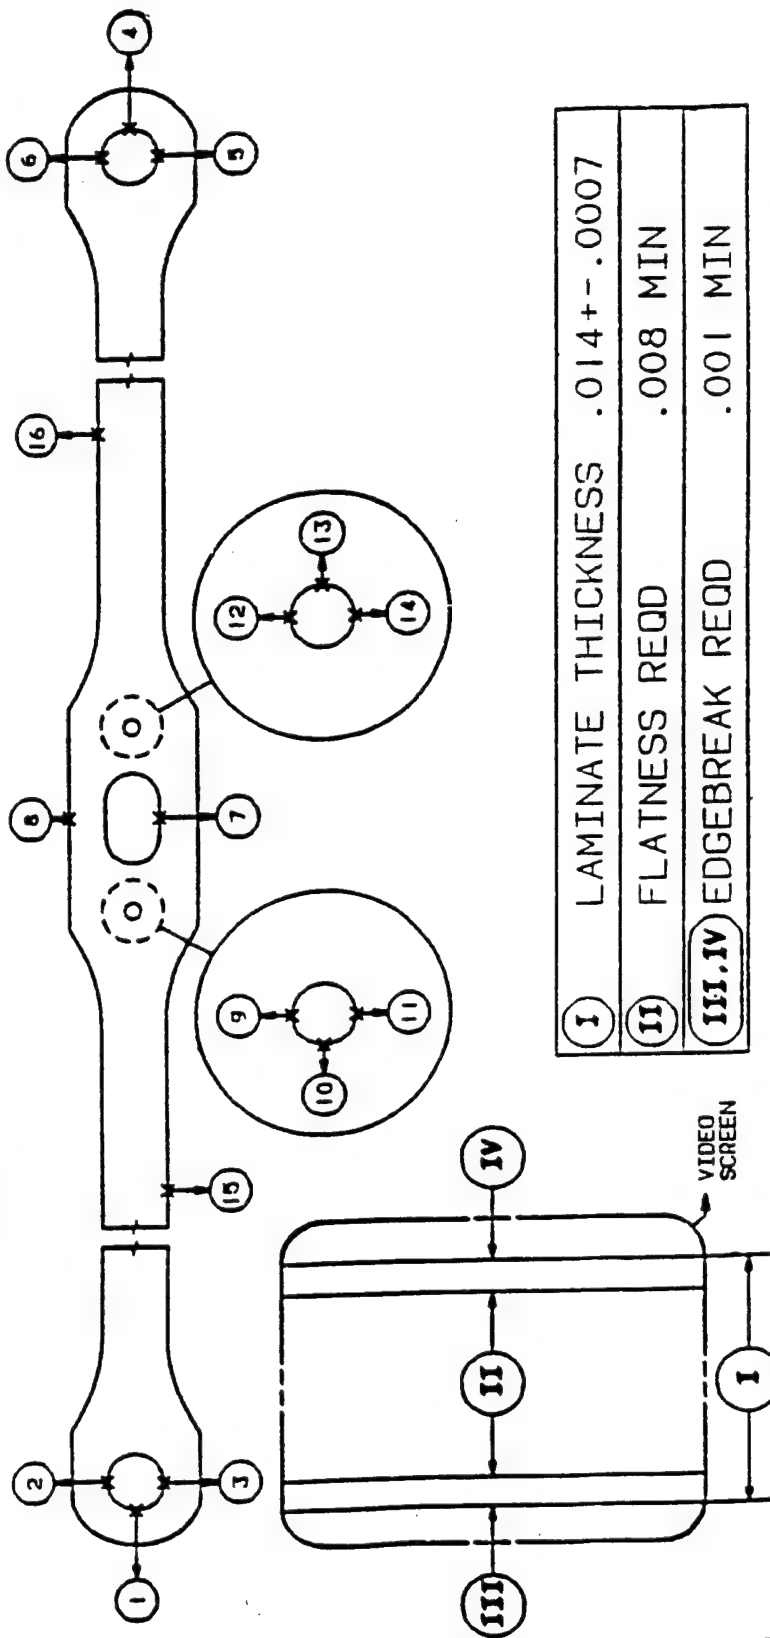 2
6
4
1
3
5
8
16
7
15
9
10
11
12
13
14
III
II
IV
I
VIDEO
SCREEN
I LAMINATE THICKNESS .014+-.0007
II FLATNESS REQD .008 MIN
III,IV EDGEBREAK REQD .001 MIN